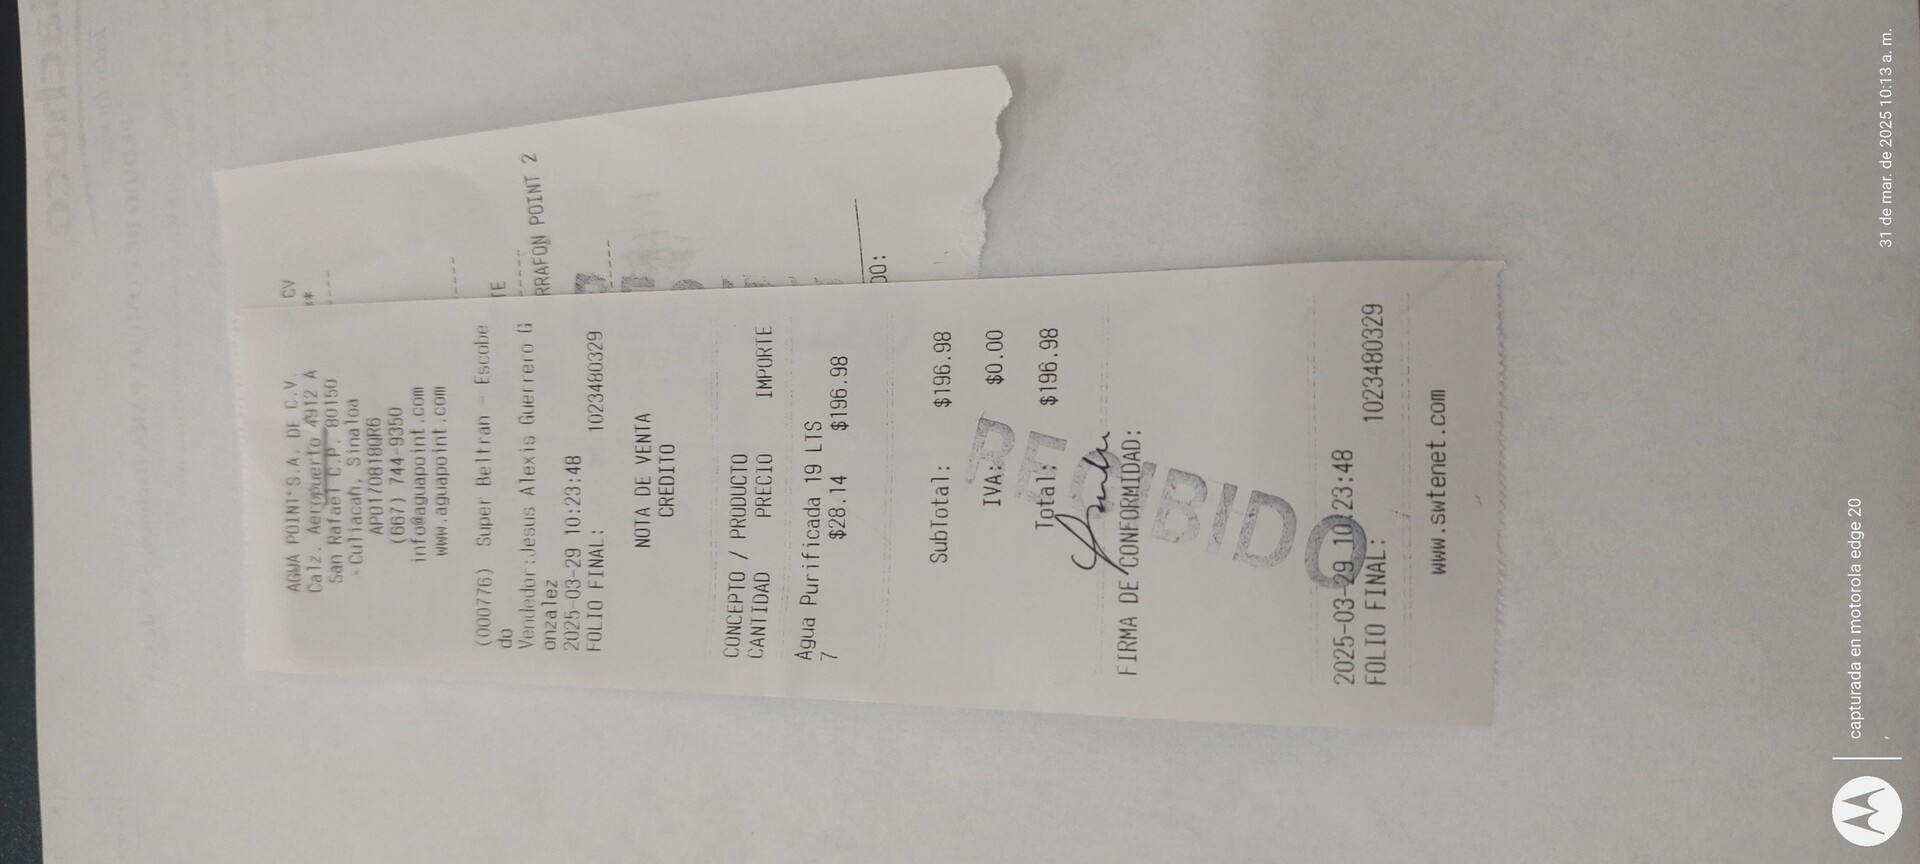 AGUA POINT S.A. DE C.V.
Calz. Aeropuerto 4912 A
San Rafael C.P. 80150
Culiacán, Sinaloa
APO170818QR6
(667) 744-9350
info@aguapoint.com
www.aguapoint.com
(000776) Super Beltran - Escobe
do
Vendedor:Jesus Alexis Guerrero G
onzalez
2025-03-29 10:23:48
FOLIO FINAL: 1023480329
NOTA DE VENTA
CREDITO
CONCEPTO / PRODUCTO
CANTIDAD PRECIO IMPORTE
Agua Purificada 19 LTS
7 $28.14 $196.98
SubTotal: $196.98
IVA: $0.00
Total: $196.98
RECIBIDO
FIRMA DE CONFORMIDAD:
2025-03-29 10:23:48
FOLIO FINAL: 1023480329
www.swtenet.com
CV
**
TE
RRAFON POINT 2
DO:
31 de mar. de 2025 10:13 a. m.
capturada en motorola edge 20